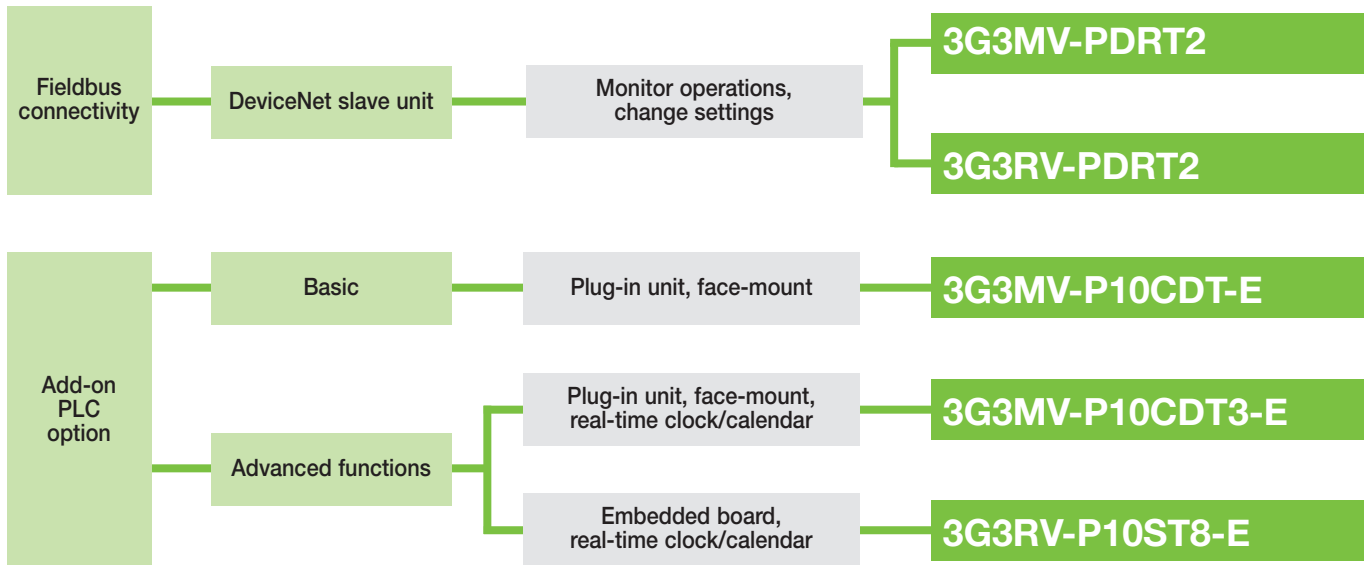 Fieldbus
connectivity
DeviceNet slave unit
Monitor operations,
change settings
3G3MV-PDRT2
3G3RV-PDRT2
Add-on
PLC
option
Basic
Plug-in unit, face-mount
3G3MV-P10CDT-E
Advanced functions
Plug-in unit, face-mount,
real-time clock/calendar
3G3MV-P10CDT3-E
Embedded board,
real-time clock/calendar
3G3RV-P10ST8-E